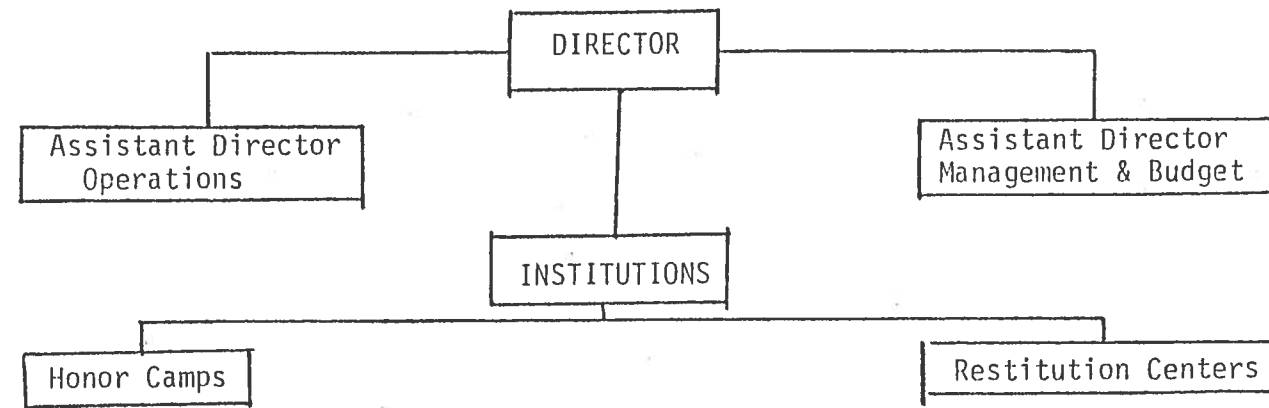 DIRECTOR
Assistant Director
Operations
Assistant Director
Management & Budget
INSTITUTIONS
Honor Camps
Restitution Centers